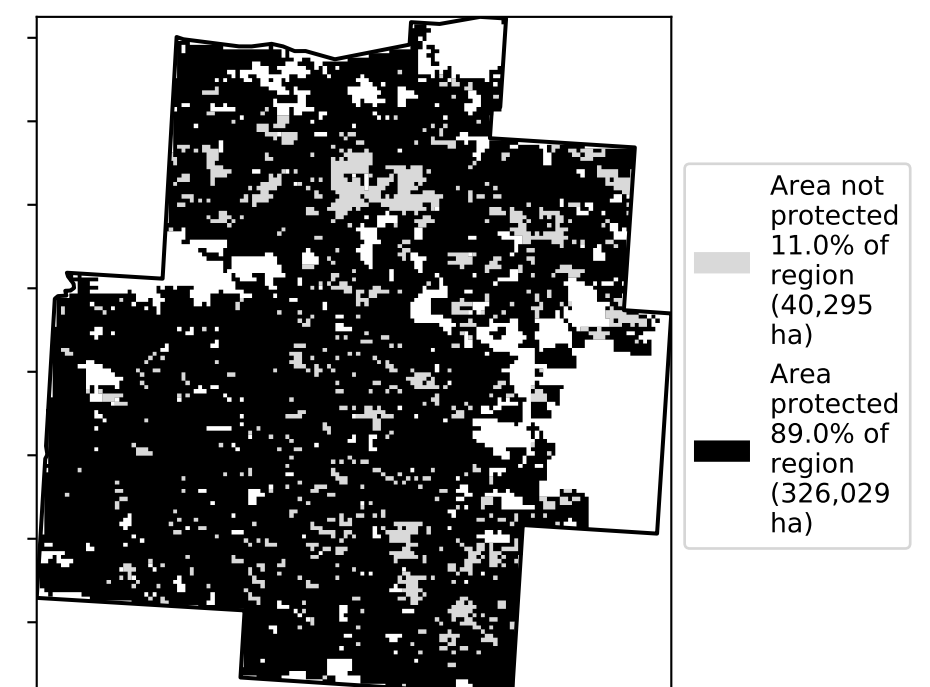 Area not
protected
11.0% of
region
(40,295
ha)
Area
protected
89.0% of
region
(326,029
ha)